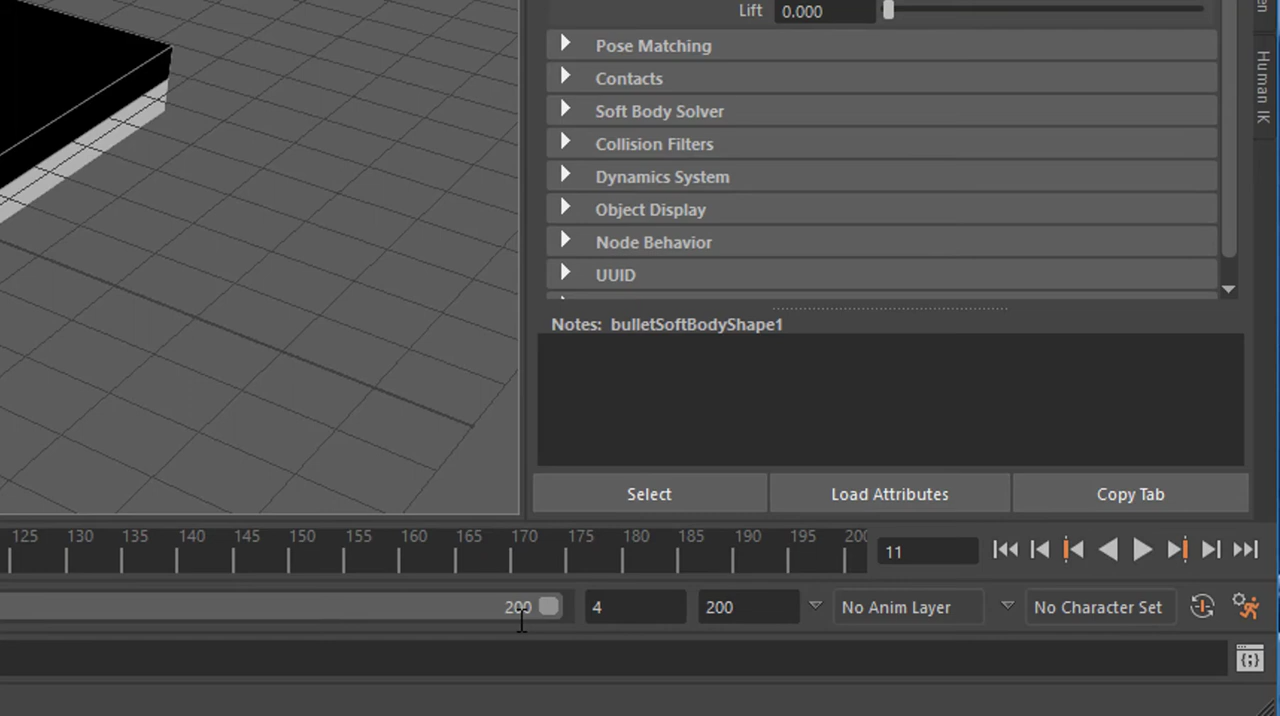 Lift 0.000
Pose Matching
Contacts
Soft Body Solver
Collision Filters
Dynamics System
Object Display
Node Behavior
UUID
Human IK
Notes: bulletSoftBodyShape1
Select Load Attributes Copy Tab
125 130 135 140 145 150 155 160 165 170 175 180 185 190 195 200 11
200 4 200 No Anim Layer No Character Set